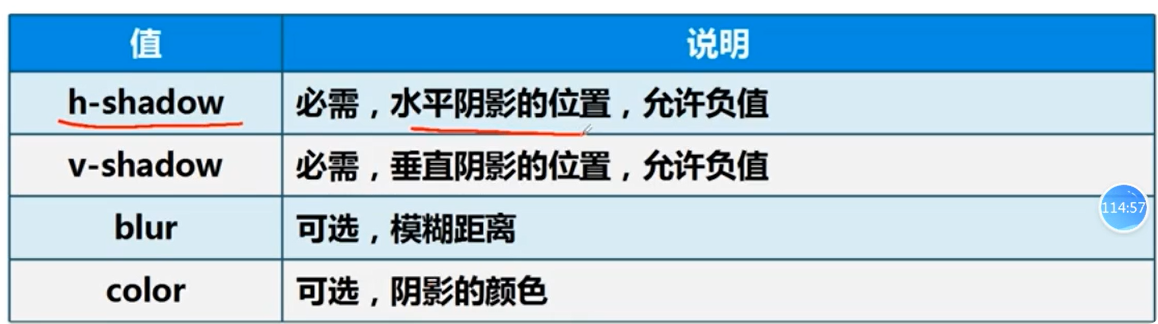 值 说明
h-shadow 必需，水平阴影的位置，允许负值
v-shadow 必需，垂直阴影的位置，允许负值
blur 可选，模糊距离
color 可选，阴影的颜色
114:57